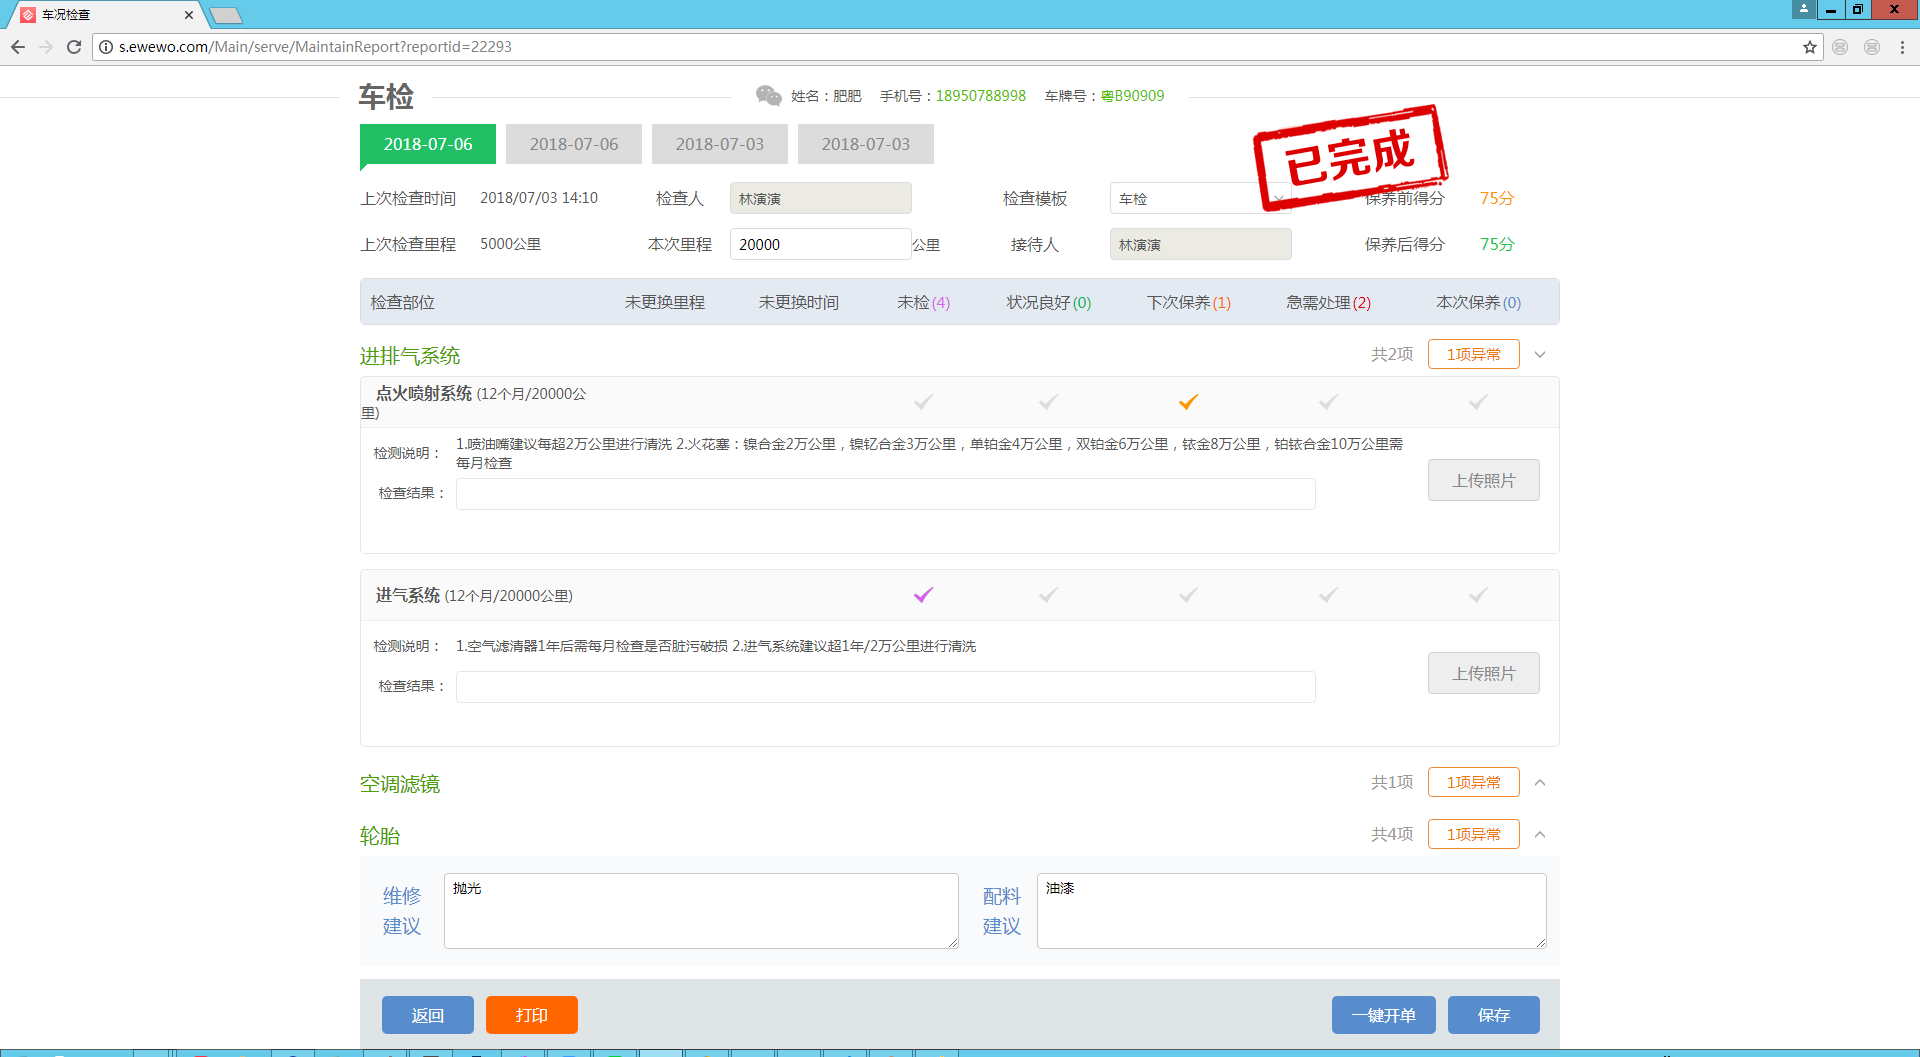 车况检查
s.ewewo.com/Main/serve/MaintainReport?reportid=22293
车检
姓名：肥肥 手机号：18950788998 车牌号：粤B90909
2018-07-06 2018-07-06 2018-07-03 2018-07-03
已完成
上次检查时间 2018/07/03 14:10 检查人 林演演 检查模板 车检 保养前得分 75分
上次检查里程 5000公里 本次里程 20000 公里 接待人 林演演 保养后得分 75分
检查部位 未更换里程 未更换时间 未检(4) 状况良好(0) 下次保养(1) 急需处理(2) 本次保养(0)
进排气系统 共2项 1项异常
点火喷射系统 (12个月/20000公
里)
检测说明： 1.喷油嘴建议每超2万公里进行清洗 2.火花塞：镍合金2万公里，镍钇合金3万公里，单铂金4万公里，双铂金6万公里，铱金8万公里，铂铱合金10万公里需
每月检查
上传照片
检查结果：
进气系统 (12个月/20000公里)
检测说明： 1.空气滤清器1年后需每月检查是否脏污破损 2.进气系统建议超1年/2万公里进行清洗
上传照片
检查结果：
空调滤镜 共1项 1项异常
轮胎 共4项 1项异常
维修
建议
抛光
配料
建议
油漆
返回 打印 一键开单 保存